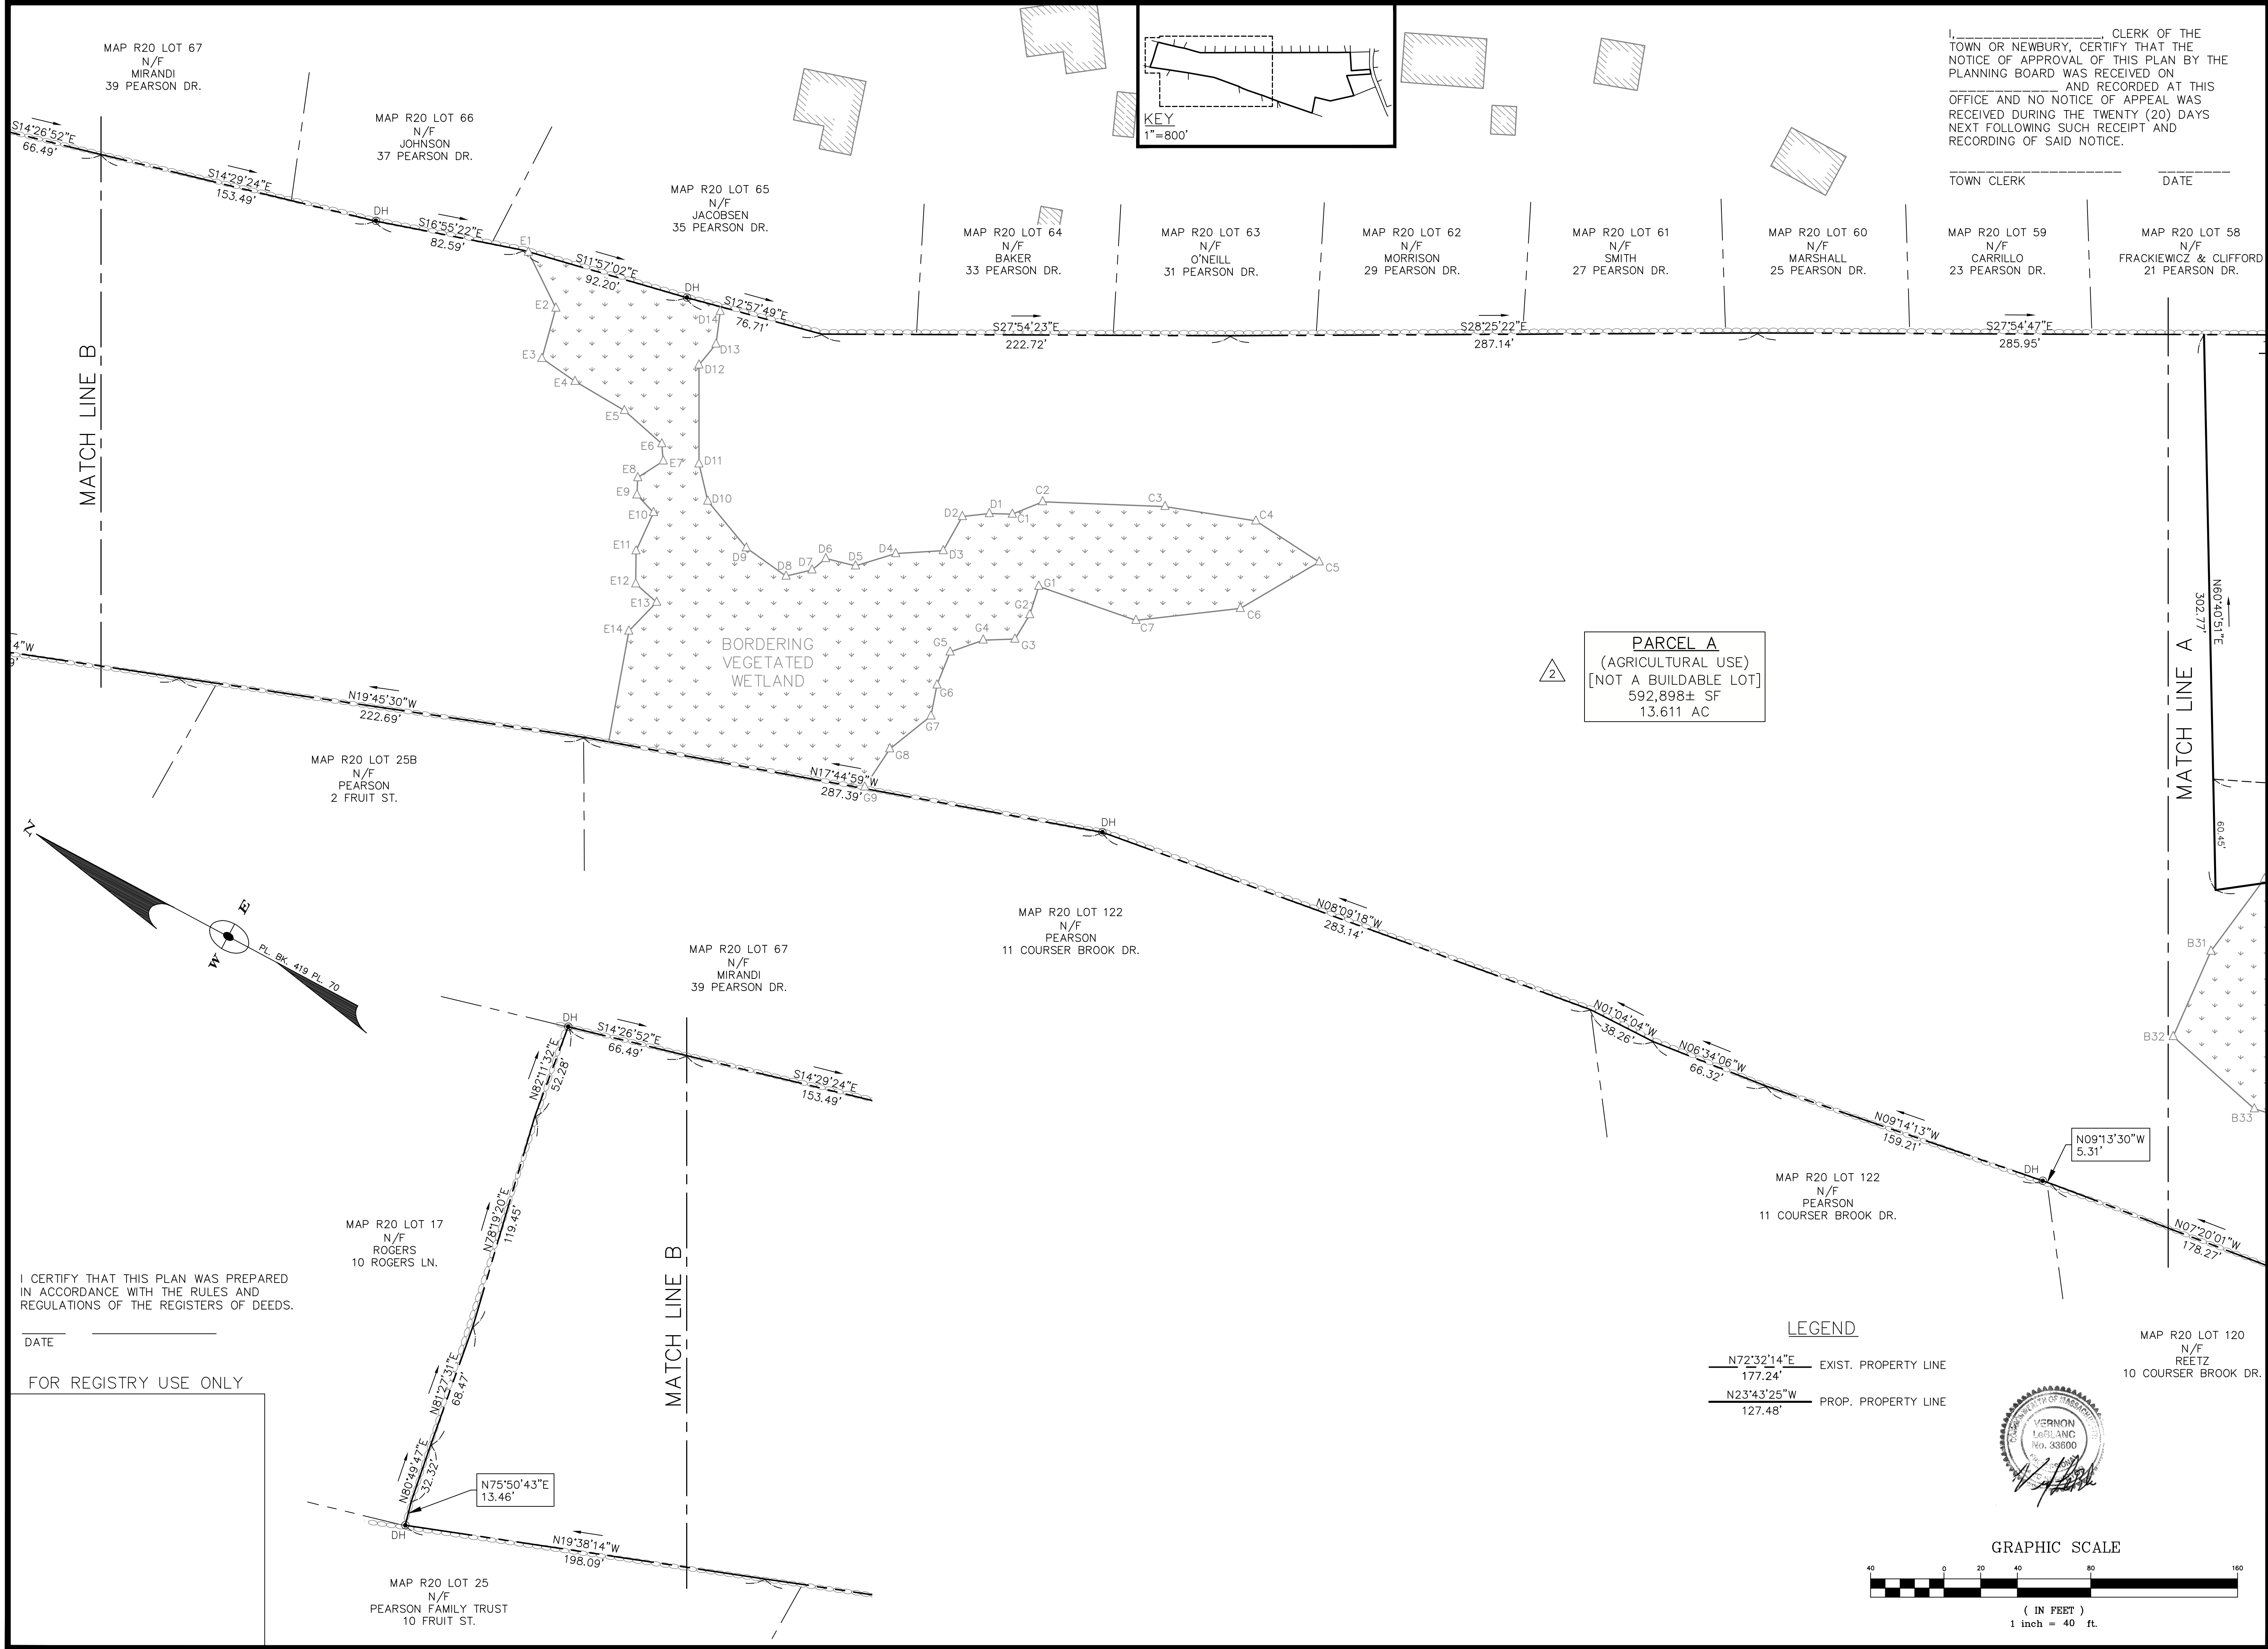 MAP R20 LOT 67
N/F
MIRANDI
39 PEARSON DR.
S14°26'52"E
66.49'
MAP R20 LOT 66
N/F
JOHNSON
37 PEARSON DR.
S14°29'24"E
153.49'
DH
S16°55'22"E
82.59'
MAP R20 LOT 65
N/F
JACOBSEN
35 PEARSON DR.
E1
S11°57'02"E
92.20'
DH
S12°57'49"E
76.71'
KEY
1"=800'
I,________________, CLERK OF THE
TOWN OR NEWBURY, CERTIFY THAT THE
NOTICE OF APPROVAL OF THIS PLAN BY THE
PLANNING BOARD WAS RECEIVED ON
____________ AND RECORDED AT THIS
OFFICE AND NO NOTICE OF APPEAL WAS
RECEIVED DURING THE TWENTY (20) DAYS
NEXT FOLLOWING SUCH RECEIPT AND
RECORDING OF SAID NOTICE.
TOWN CLERK DATE
MAP R20 LOT 64
N/F
BAKER
33 PEARSON DR.
MAP R20 LOT 63
N/F
O'NEILL
31 PEARSON DR.
MAP R20 LOT 62
N/F
MORRISON
29 PEARSON DR.
MAP R20 LOT 61
N/F
SMITH
27 PEARSON DR.
MAP R20 LOT 60
N/F
MARSHALL
25 PEARSON DR.
MAP R20 LOT 59
N/F
CARRILLO
23 PEARSON DR.
MAP R20 LOT 58
N/F
FRACKIEWICZ & CLIFFORD
21 PEARSON DR.
S27°54'23"E
222.72'
S28°25'22"E
287.14'
S27°54'47"E
285.95'
MATCH LINE B
E2
E3
E4
E5
E6
E7
E8
E9
E10
E11
E12
E13
E14
D14
D13
D12
D11
D10
D9
D8
D7
D6
D5
D4
D3
D2
D1
C1
C2
C3
C4
C5
C6
C7
G1
G2
G3
G4
G5
G6
G7
G8
G9
BORDERING
VEGETATED
WETLAND
2
PARCEL A
(AGRICULTURAL USE)
[NOT A BUILDABLE LOT]
592,898± SF
13.611 AC
MATCH LINE A
N60°40'51"E
302.77'
60.45'
4"W
9'
N19°45'30"W
222.69'
MAP R20 LOT 25B
N/F
PEARSON
2 FRUIT ST.
N17°44'59"W
287.39'
DH
MAP R20 LOT 122
N/F
PEARSON
11 COURSER BROOK DR.
N08°09'18"W
283.14'
N01°04'04"W
38.26'
N06°34'06"W
66.32'
N09°14'13"W
159.21'
DH
N09°13'30"W
5.31'
N07°20'01"W
178.27'
B31
B32
B33
MAP R20 LOT 122
N/F
PEARSON
11 COURSER BROOK DR.
MAP R20 LOT 120
N/F
REETZ
10 COURSER BROOK DR.
N
E
W
PL. BK. 419 PL. 70
MAP R20 LOT 67
N/F
MIRANDI
39 PEARSON DR.
DH
S14°26'52"E
66.49'
S14°29'24"E
153.49'
N82°11'32"E
52.28'
N78°19'20"E
119.45'
N81°27'31"E
68.47'
N80°49'47"E
32.32'
N75°50'43"E
13.46'
DH
N19°38'14"W
198.09'
MATCH LINE B
MAP R20 LOT 17
N/F
ROGERS
10 ROGERS LN.
MAP R20 LOT 25
N/F
PEARSON FAMILY TRUST
10 FRUIT ST.
I CERTIFY THAT THIS PLAN WAS PREPARED
IN ACCORDANCE WITH THE RULES AND
REGULATIONS OF THE REGISTERS OF DEEDS.
DATE
FOR REGISTRY USE ONLY
LEGEND
N72°32'14"E
177.24'
EXIST. PROPERTY LINE
N23°43'25"W
127.48'
PROP. PROPERTY LINE
VERNON
LeBLANC
No. 33600
GRAPHIC SCALE
40 0 20 40 80 160
( IN FEET )
1 inch = 40 ft.